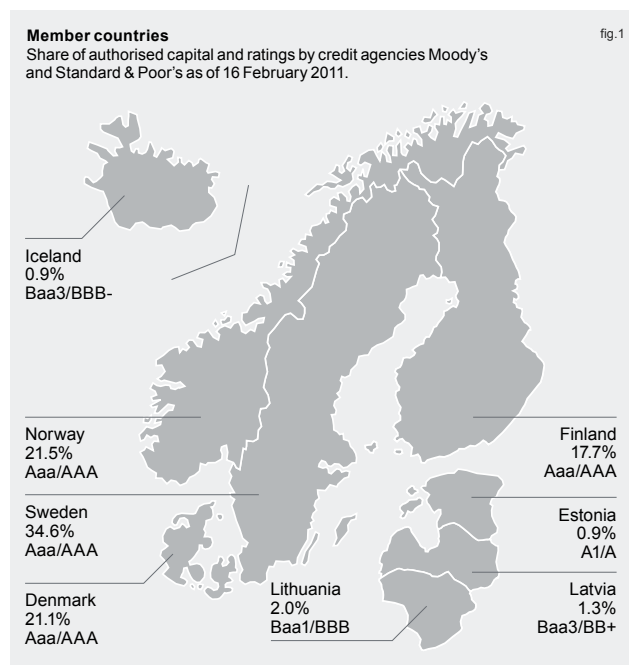 Member countries
fig.1
Share of authorised capital and ratings by credit agencies Moody's
and Standard & Poor's as of 16 February 2011.
Iceland
0.9%
Baa3/BBB-
Norway
21.5%
Aaa/AAA
Finland
17.7%
Aaa/AAA
Sweden
34.6%
Aaa/AAA
Estonia
0.9%
A1/A
Denmark
21.1%
Aaa/AAA
Lithuania
2.0%
Baa1/BBB
Latvia
1.3%
Baa3/BB+